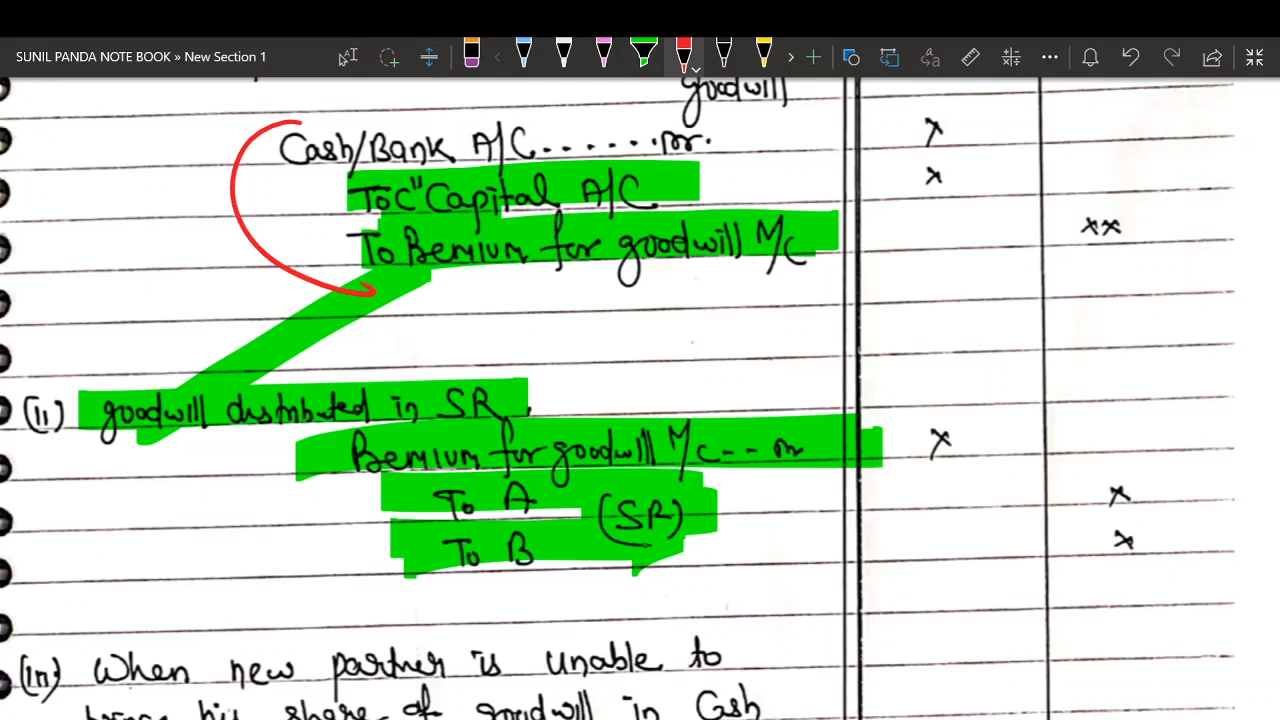 SUNIL PANDA NOTE BOOK » New Section 1
goodwill
Cash/Bank A/C.......Dr. x
To C" Capital A/C x
To Premium for goodwill A/C xx
(ii) goodwill distributed in SR.
Premium for goodwill A/C -- Dr x
To A (SR) x
To B x
(iii) When new partner is unable to
bring his share of goodwill in Cash